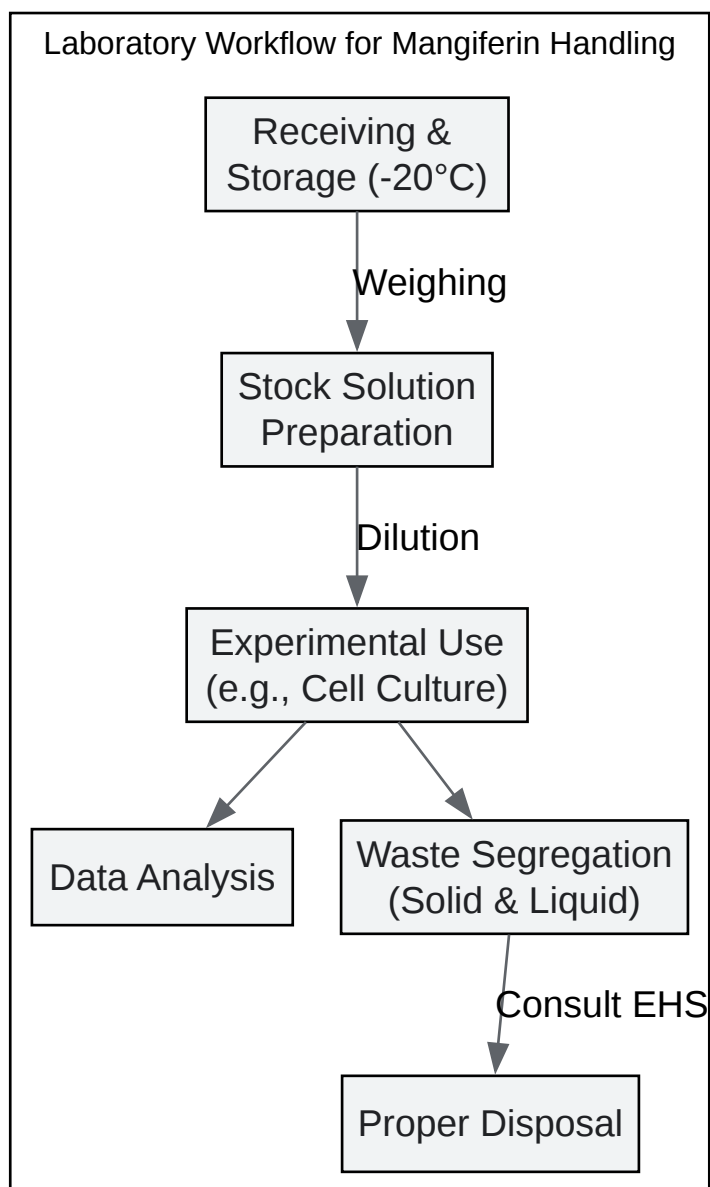 Laboratory Workflow for Mangiferin Handling
Receiving &
Storage (-20°C)
Weighing
Stock Solution
Preparation
Dilution
Experimental Use
(e.g., Cell Culture)
Data Analysis
Waste Segregation
(Solid & Liquid)
Consult EHS
Proper Disposal